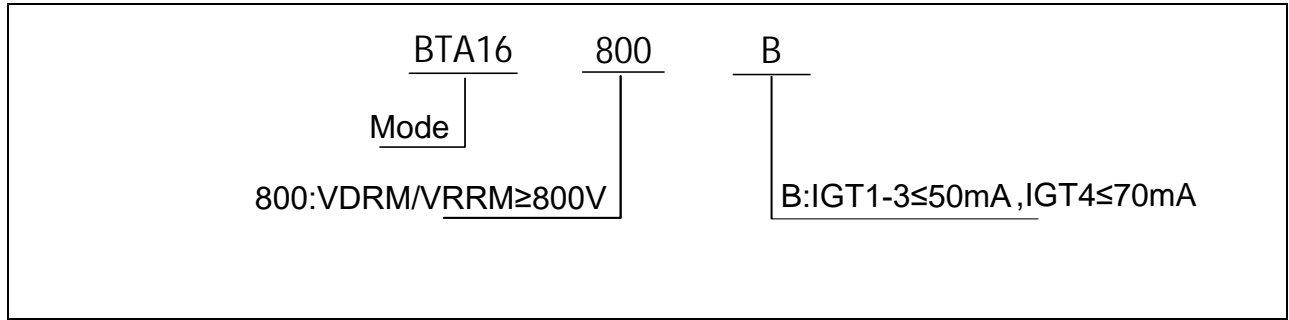 BTA16 800 B
Mode
800:VDRM/VRRM≥800V B:IGT1-3≤50mA,IGT4≤70mA